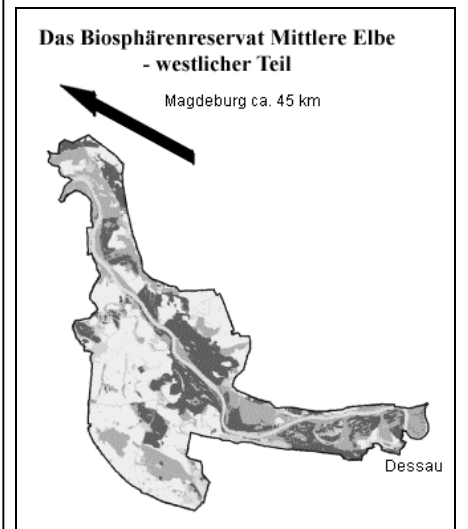 Das Biosphärenreservat Mittlere Elbe
- westlicher Teil
Magdeburg ca. 45 km
Dessau